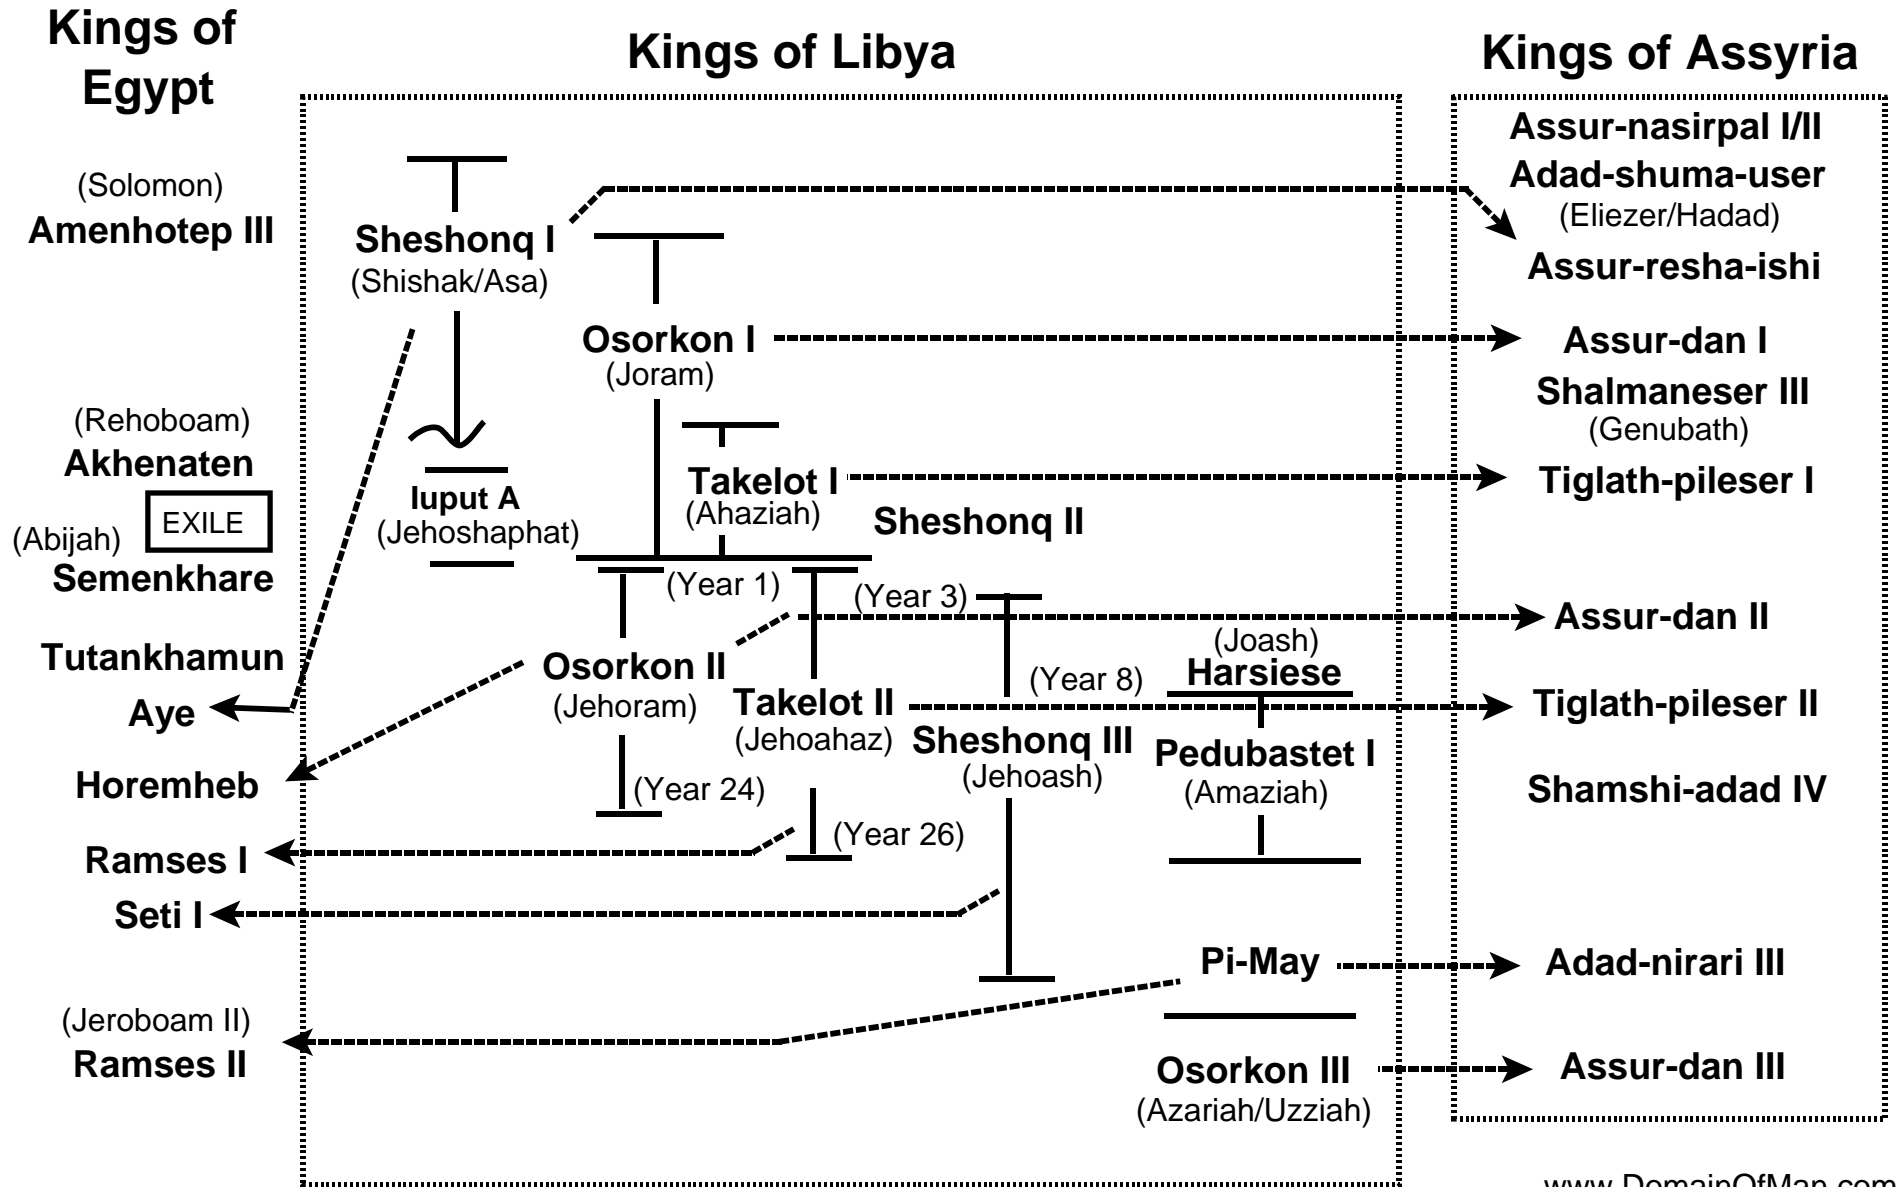 Kings of
Egypt
Kings of Libya
Kings of Assyria
(Solomon)
Amenhotep III
(Rehoboam)
Akhenaten
EXILE
(Abijah)
Semenkhare
Tutankhamun
Aye
Horemheb
Ramses I
Seti I
(Jeroboam II)
Ramses II
Sheshonq I
(Shishak/Asa)
Osorkon I
(Joram)
Iuput A
(Jehoshaphat)
Takelot I
(Ahaziah)
Sheshonq II
(Year 1)
(Year 3)
Osorkon II
(Jehoram)
(Year 24)
Takelot II
(Jehoahaz)
(Year 26)
Sheshonq III
(Jehoash)
(Year 8)
(Joash)
Harsiese
Pedubastet I
(Amaziah)
Pi-May
Osorkon III
(Azariah/Uzziah)
Assur-nasirpal I/II
Adad-shuma-user
(Eliezer/Hadad)
Assur-resha-ishi
Assur-dan I
Shalmaneser III
(Genubath)
Tiglath-pileser I
Assur-dan II
Tiglath-pileser II
Shamshi-adad IV
Adad-nirari III
Assur-dan III
www.DomainOfMan.com